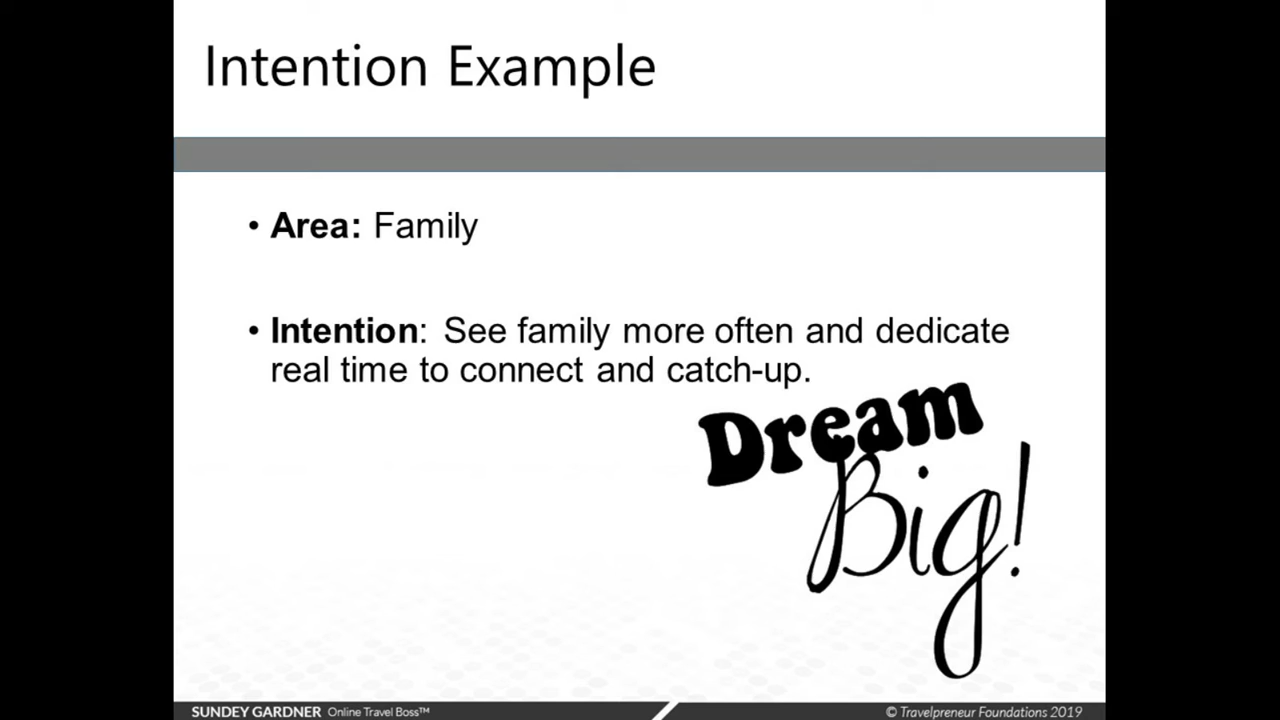 Intention Example
• Area: Family
• Intention: See family more often and dedicate
real time to connect and catch-up.
Dream
Big!
SUNDEY GARDNER Online Travel Boss™
© Travelpreneur Foundations 2019